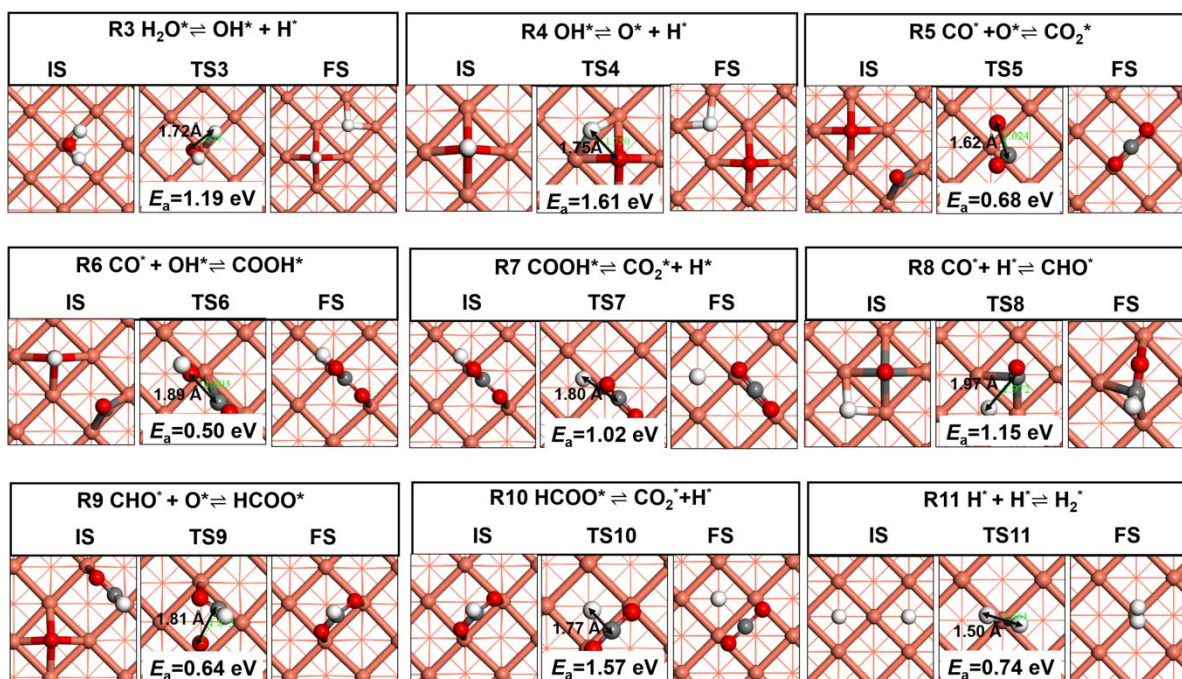 R3 H₂O*⇌ OH* + H*
IS TS3 FS
1.72Å
Eₐ=1.19 eV
R4 OH*⇌ O* + H*
IS TS4 FS
1.75Å
Eₐ=1.61 eV
R5 CO* +O*⇌ CO₂*
IS TS5 FS
1.62Å
Eₐ=0.68 eV
R6 CO* + OH*⇌ COOH*
IS TS6 FS
1.89 Å
Eₐ=0.50 eV
R7 COOH*⇌ CO₂*+ H*
IS TS7 FS
1.80 Å
Eₐ=1.02 eV
R8 CO*+ H*⇌ CHO*
IS TS8 FS
1.97 Å
Eₐ=1.15 eV
R9 CHO* + O*⇌ HCOO*
IS TS9 FS
1.81 Å
Eₐ=0.64 eV
R10 HCOO* ⇌ CO₂*+H*
IS TS10 FS
1.77 Å
Eₐ=1.57 eV
R11 H* + H*⇌ H₂*
IS TS11 FS
1.50 Å
Eₐ=0.74 eV